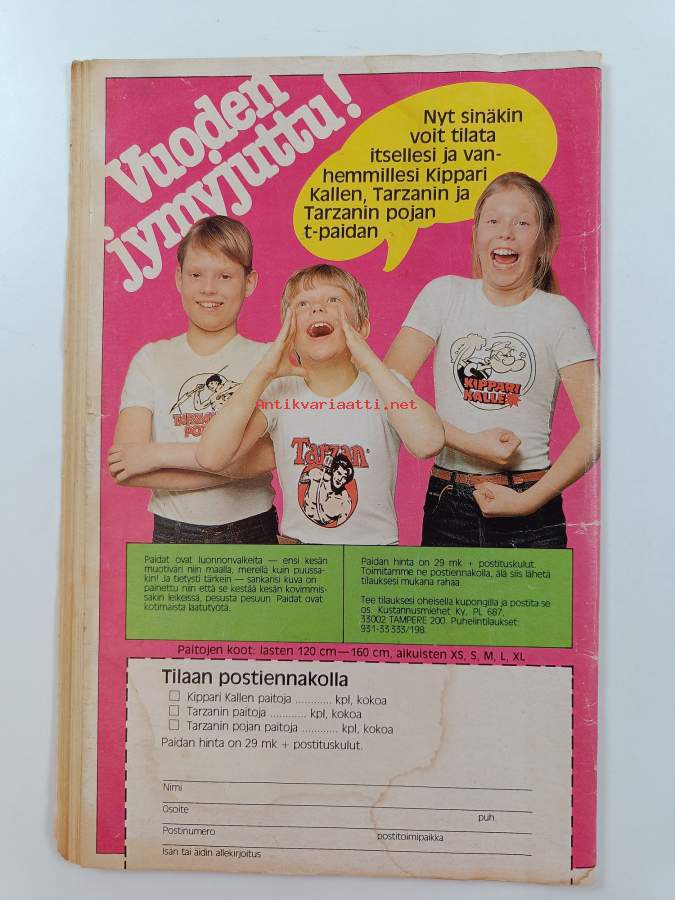 Vuoden
jymyjuttu!
Nyt sinäkin
voit tilata
itsellesi ja van-
hemmillesi Kippari
Kallen, Tarzanin ja
Tarzanin pojan
t-paidan
TARZANIN
KIPPARI
KALLE
Antikvariaatti.net
Tarzan
Paidat ovat luonnonvalkeita — ensi kesän
muotiväri niin maalla, merellä kuin puussa-
kin! Ja tietysti tärkein — sankarisi kuva on
painettu niin että se kestää kesän kovimmis-
sakin leikeissä, pesusta pesuun. Paidat ovat
kotimaista laatutyötä.
Paidan hinta on 29 mk + postituskulut.
Toimitamme ne postiennakolla, älä siis lähetä
tilauksesi mukana rahaa.
Tee tilauksesi oheisella kupongilla ja postita se
os. Kustannusmiehet Ky, PL 687,
33002 TAMPERE 200. Puhelintilaukset:
931-33 333/198.
Paitojen koot: lasten 120 cm—160 cm, aikuisten XS, S, M, L, XL
Tilaan postiennakolla
Kippari Kallen paitoja ............ kpl, kokoa
Tarzanin paitoja ............ kpl, kokoa
Tarzanin pojan paitoja ............ kpl, kokoa
Paidan hinta on 29 mk + postituskulut.
Nimi
Osoite puh.
Postinumero postitoimipaikka
Isän tai äidin allekirjoitus